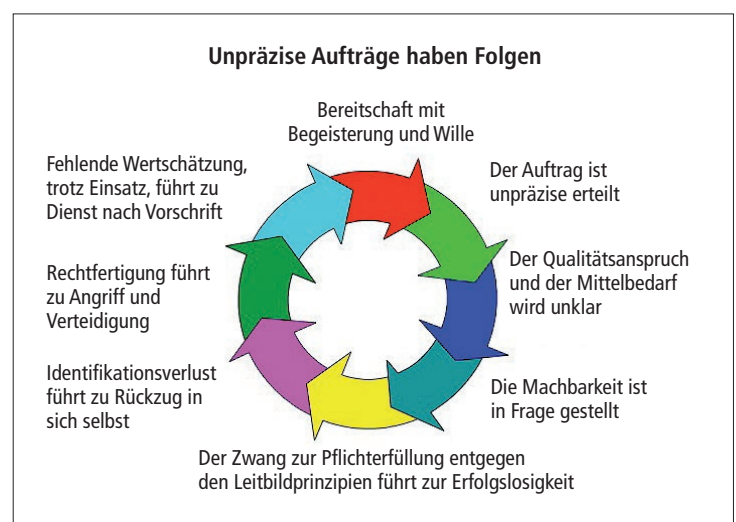 Unpräzise Aufträge haben Folgen
Bereitschaft mit
Begeisterung und Wille
Der Auftrag ist
unpräzise erteilt
Der Qualitätsanspruch
und der Mittelbedarf
wird unklar
Die Machbarkeit ist
in Frage gestellt
Der Zwang zur Pflichterfüllung entgegen
den Leitbildprinzipien führt zur Erfolgslosigkeit
Identifikationsverlust
führt zu Rückzug in
sich selbst
Rechtfertigung führt
zu Angriff und
Verteidigung
Fehlende Wertschätzung,
trotz Einsatz, führt zu
Dienst nach Vorschrift